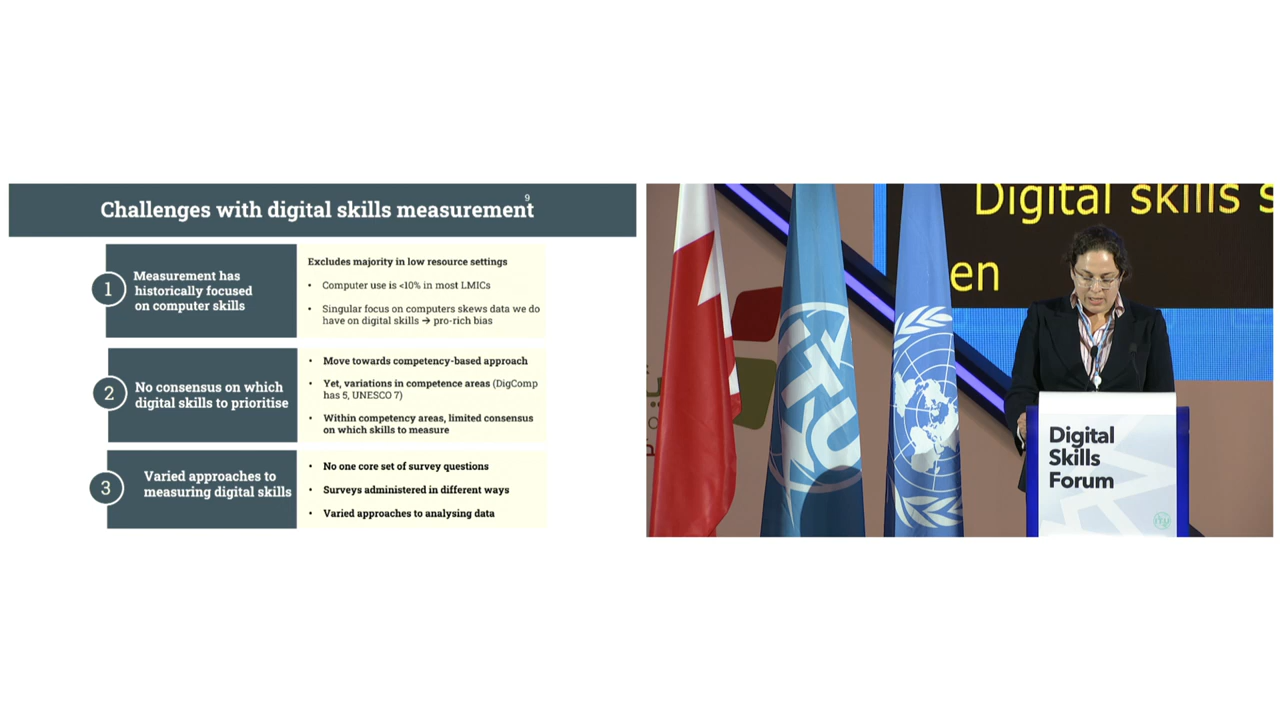 9
Challenges with digital skills measurement
1
Measurement has
historically focused
on computer skills
Excludes majority in low resource settings
• Computer use is <10% in most LMICs
• Singular focus on computers skews data we do
have on digital skills → pro-rich bias
2
No consensus on which
digital skills to prioritise
• Move towards competency-based approach
• Yet, variations in competence areas (DigComp
has 5, UNESCO 7)
• Within competency areas, limited consensus
on which skills to measure
3
Varied approaches to
measuring digital skills
• No one core set of survey questions
• Surveys administered in different ways
• Varied approaches to analysing data
Digital skills s
en
ITU
Digital
Skills
Forum